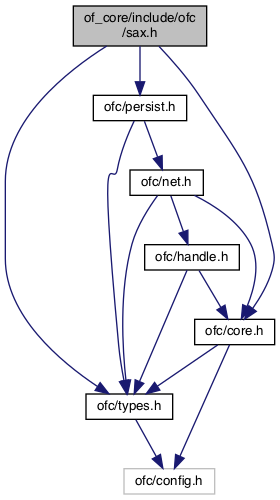 of_core/include/ofc
/sax.h
ofc/persist.h
ofc/net.h
ofc/handle.h
ofc/core.h
ofc/types.h
ofc/config.h